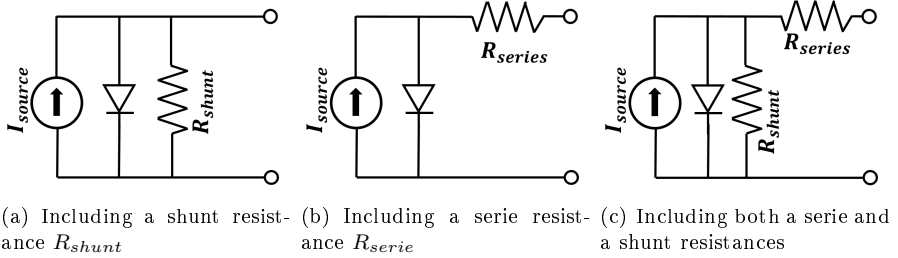 I_source
R_shunt
R_series
I_source
R_series
I_source
R_shunt
(a) Including a shunt resist-
ance R_shunt
(b) Including a serie resist-
ance R_serie
(c) Including both a serie and
a shunt resistances